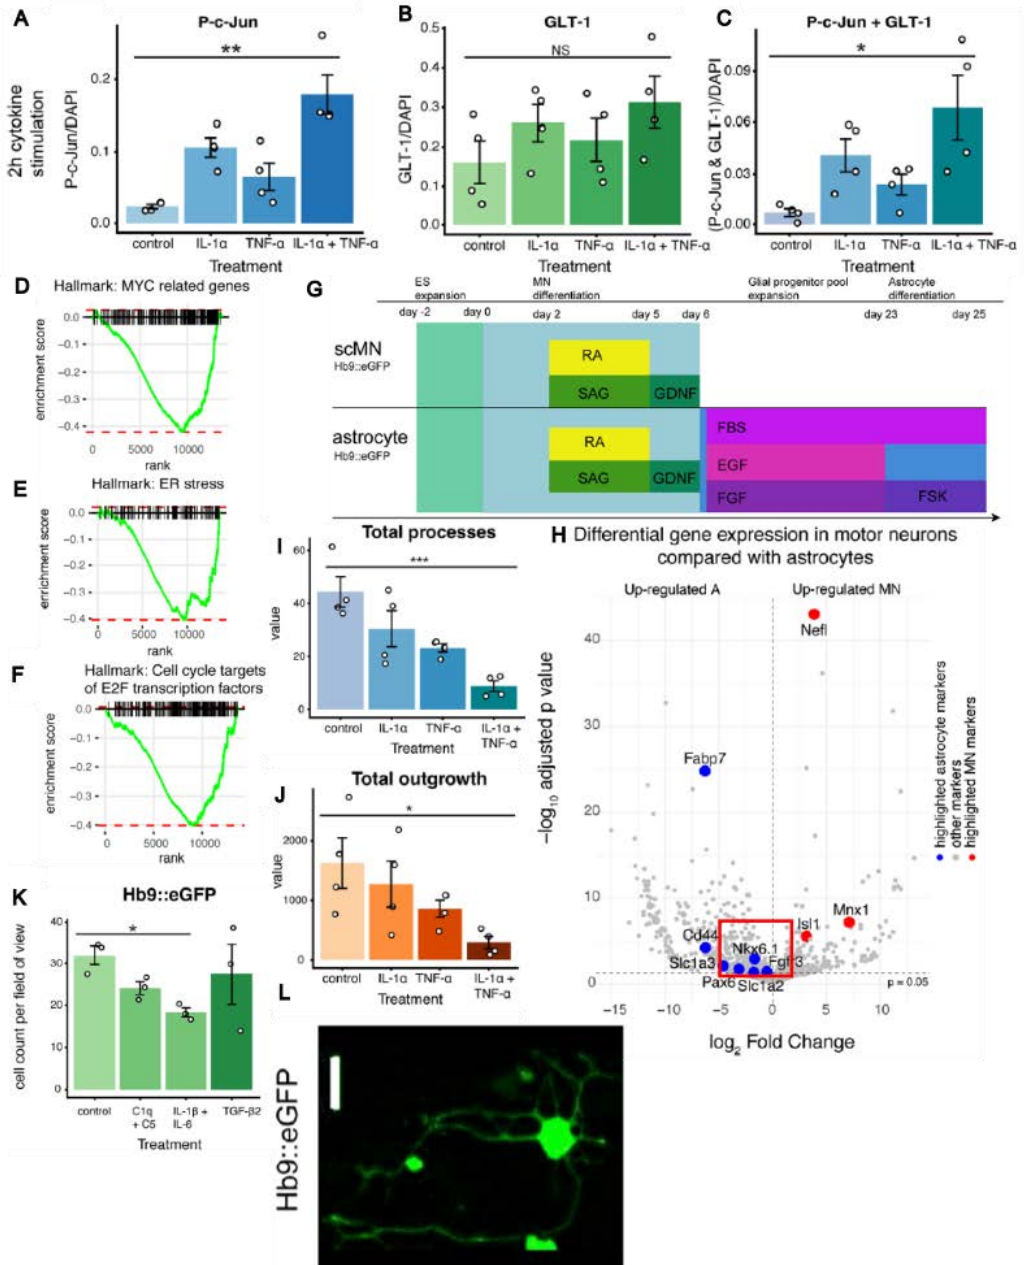 A
P-c-Jun
2h cytokine
stimulation
P-c-Jun/DAPI
**
0.2
0.1
0.0
control
IL-1α
TNF-α
IL-1α + TNF-α
Treatment
B
GLT-1
GLT-1/DAPI
NS
0.5
0.4
0.3
0.2
0.1
0.0
control
IL-1α
TNF-α
IL-1α + TNF-α
Treatment
C
P-c-Jun + GLT-1
(P-c-Jun & GLT-1)/DAPI
*
0.09
0.06
0.03
0.00
control
IL-1α
TNF-α
IL-1α + TNF-α
Treatment
D
Hallmark: MYC related genes
enrichment score
0.0
−0.1
−0.2
−0.3
−0.4
0
5000
10000
rank
E
Hallmark: ER stress
enrichment score
0.0
−0.1
−0.2
−0.3
−0.4
0
5000
10000
rank
F
Hallmark: Cell cycle targets
of E2F transcription factors
enrichment score
0.0
−0.1
−0.2
−0.3
−0.4
0
5000
10000
rank
G
ES
expansion
MN
differentiation
Glial progenitor pool
expansion
Astrocyte
differentiation
day -2
day 0
day 2
day 5
day 6
day 23
day 25
scMN
Hb9::eGFP
RA
SAG
GDNF
astrocyte
Hb9::eGFP
RA
SAG
GDNF
FBS
EGF
FGF
FSK
H
Differential gene expression in motor neurons
compared with astrocytes
Up-regulated A
Up-regulated MN
−log10 adjusted p value
40
30
20
10
0
Nefl
Fabp7
Mnx1
Isl1
Cd44
Nkx6.1
Slc1a3
Fgfr3
Pax6
Slc1a2
p = 0.05
−15
−10
−5
0
5
10
log2 Fold Change
highlighted astrocyte markers
other markers
highlighted MN markers
I
Total processes
***
value
60
40
20
0
control
IL-1α
TNF-α
IL-1α +
TNF-α
Treatment
J
Total outgrowth
*
value
2000
1000
0
control
IL-1α
TNF-α
IL-1α +
TNF-α
Treatment
K
Hb9::eGFP
*
cell count per field of view
40
30
20
10
0
control
C1q
+ C5
IL-1β +
IL-6
TGF-β2
Treatment
L
Hb9::eGFP